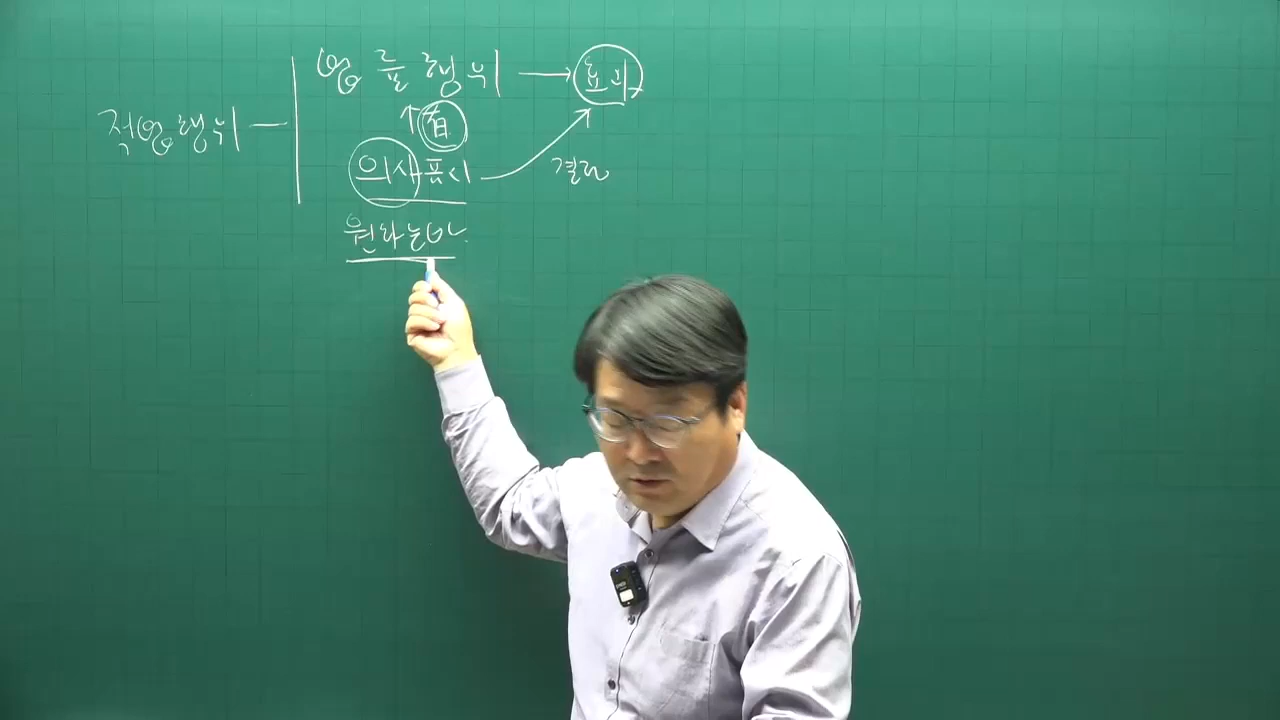 법률행위 → 효과
적법행위 ↑ 有
의사표시 결과
원하는바